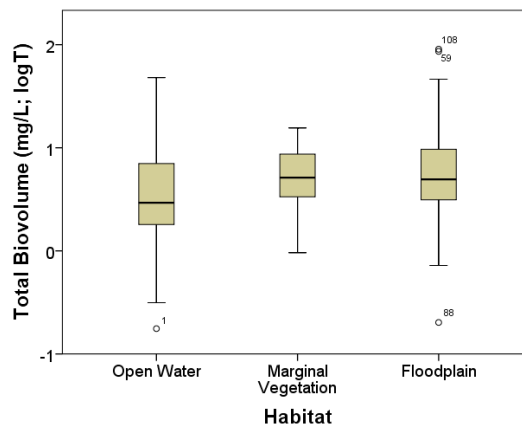 Total Biovolume (mg/L; logT)
2
1
0
-1
1
108
59
88
Open Water
Marginal
Vegetation
Floodplain
Habitat